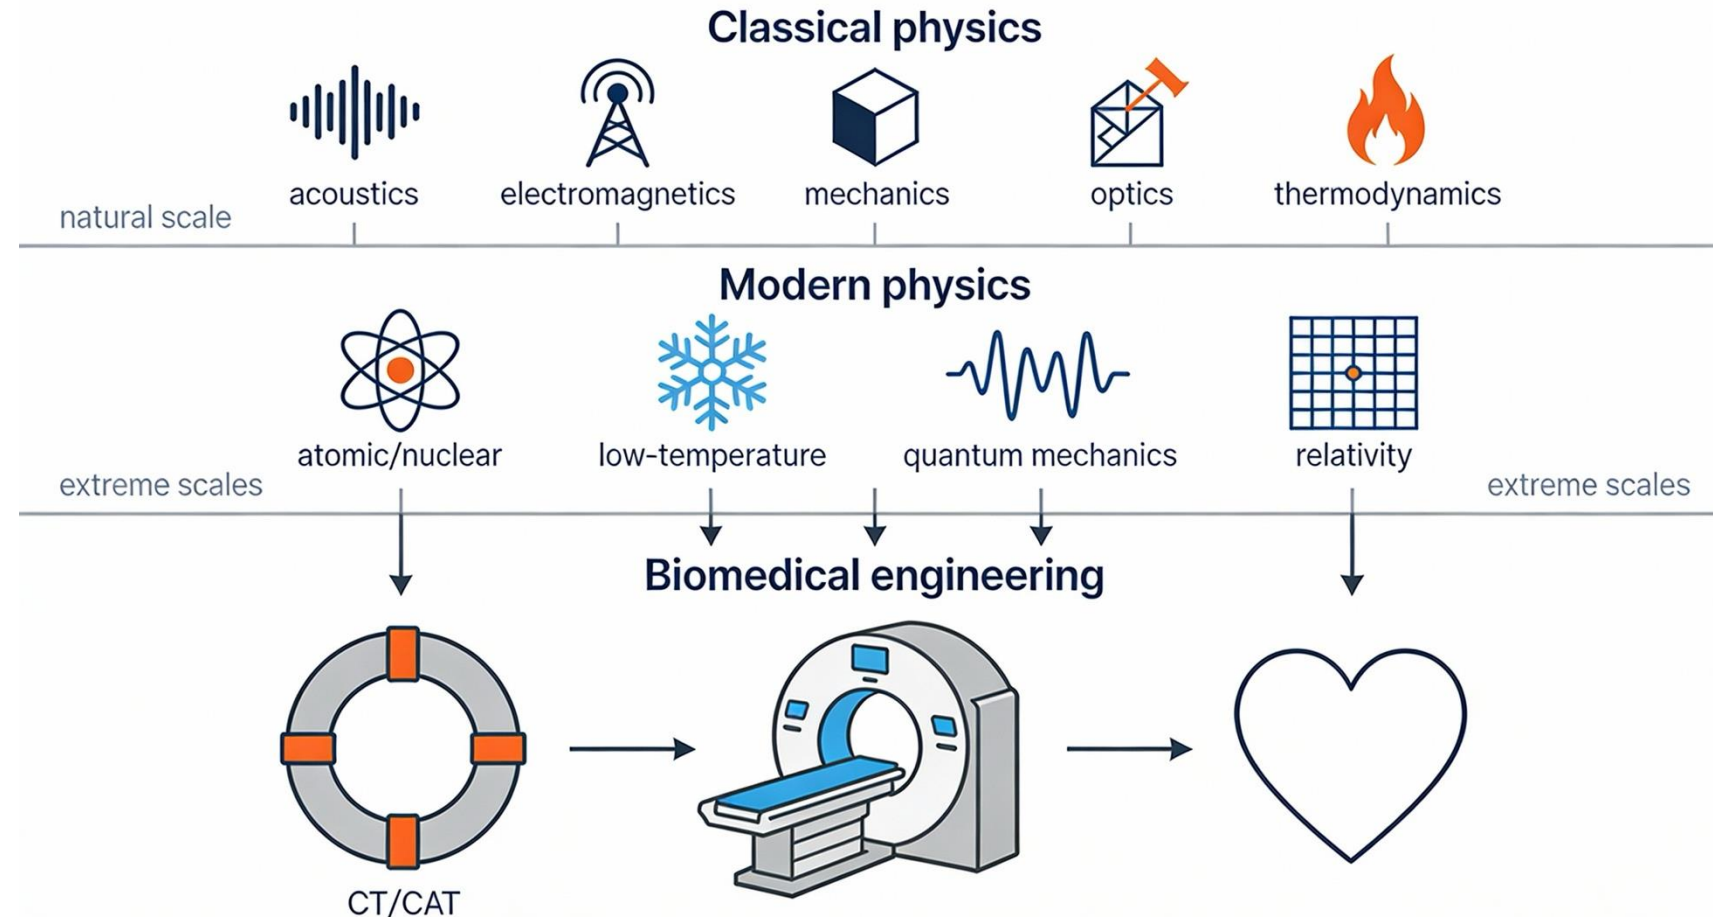 Classical physics
acoustics
electromagnetics
mechanics
optics
thermodynamics
natural scale
Modern physics
atomic/nuclear
low-temperature
quantum mechanics
relativity
extreme scales
extreme scales
Biomedical engineering
CT/CAT